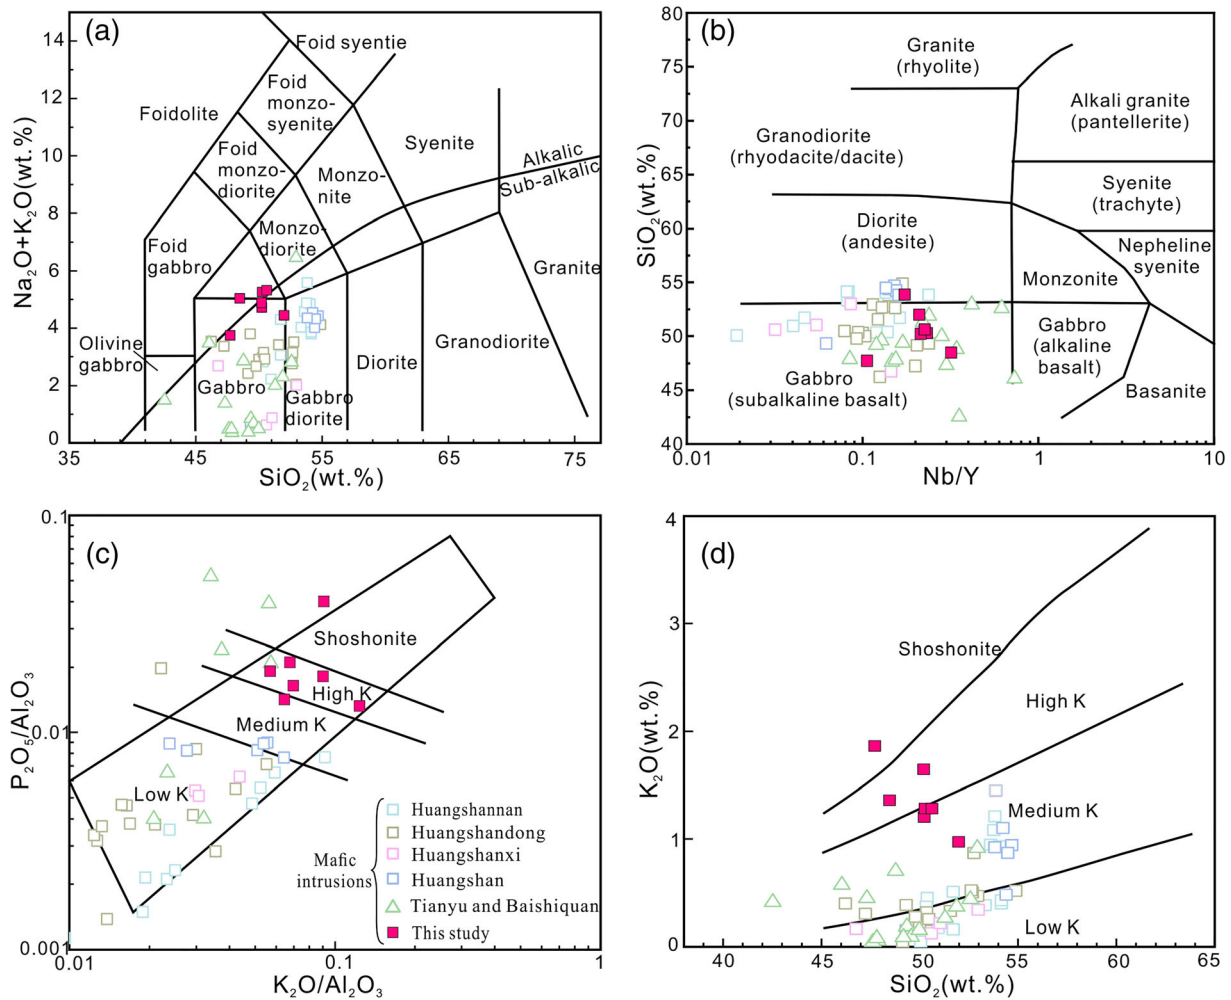 (a)
Na₂O+K₂O(wt.%)
14
12
10
8
6
4
2
0
35
45
55
65
75
SiO₂(wt.%)
Foid syentie
Foid
monzo-
syenite
Foidolite
Foid
monzo-
diorite
Syenite
Alkalic
Sub-alkalic
Monzo-
nite
Monzo-
diorite
Foid
gabbro
Granite
Olivine
gabbro
Gabbro
Gabbro
diorite
Diorite
Granodiorite
(b)
SiO₂(wt.%)
80
75
70
65
60
55
50
45
40
0.01
0.1
1
10
Nb/Y
Granite
(rhyolite)
Alkali granite
(pantellerite)
Granodiorite
(rhyodacite/dacite)
Syenite
(trachyte)
Diorite
(andesite)
Nepheline
syenite
Monzonite
Gabbro
(alkaline
basalt)
Gabbro
(subalkaline basalt)
Basanite
(c)
P₂O₅/Al₂O₃
0.1
0.01
0.001
0.01
0.1
1
K₂O/Al₂O₃
Shoshonite
High K
Medium K
Low K
Mafic
intrusions
Huangshannan
Huangshandong
Huangshanxi
Huangshan
Tianyu and Baishiquan
This study
(d)
K₂O(wt.%)
4
3
2
1
0
40
45
50
55
60
65
SiO₂(wt.%)
Shoshonite
High K
Medium K
Low K